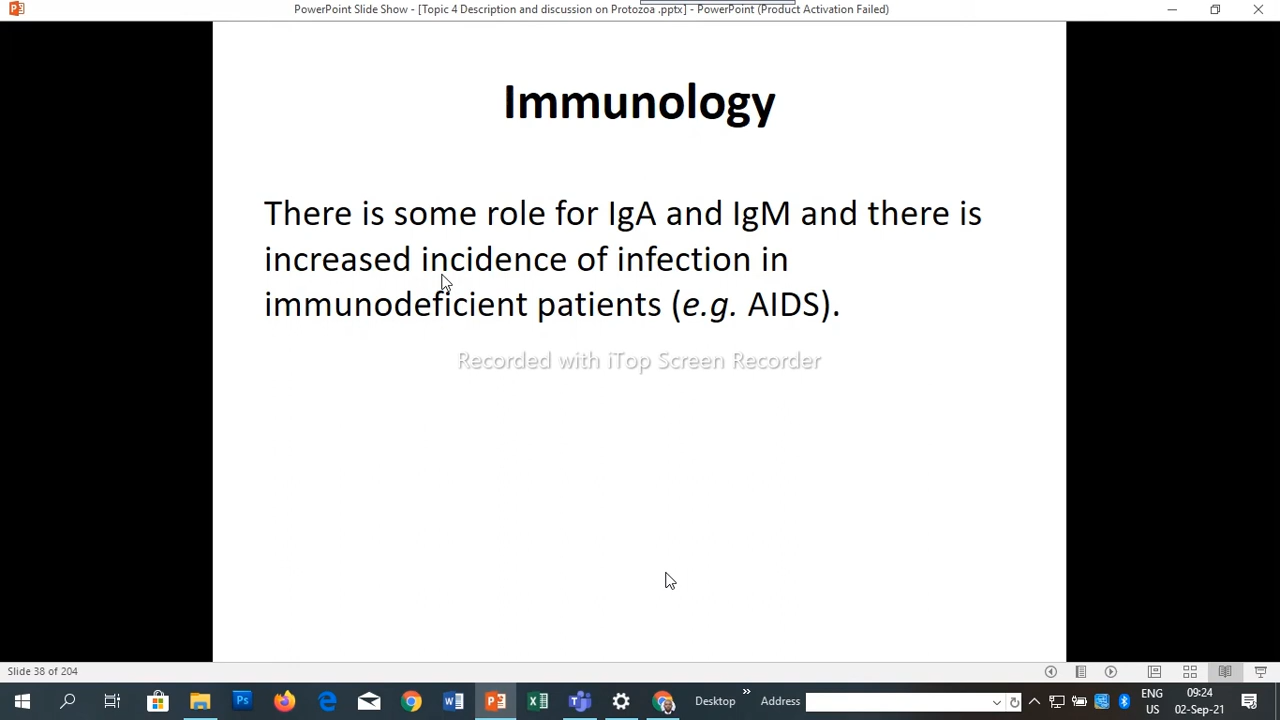 PowerPoint Slide Show - [Topic 4 Description and discussion on Protozoa .pptx] - PowerPoint (Product Activation Failed)
Immunology
There is some role for IgA and IgM and there is
increased incidence of infection in
immunodeficient patients (e.g. AIDS).
Recorded with iTop Screen Recorder
Slide 38 of 204
Desktop
Address
ENG
US
09:24
02-Sep-21